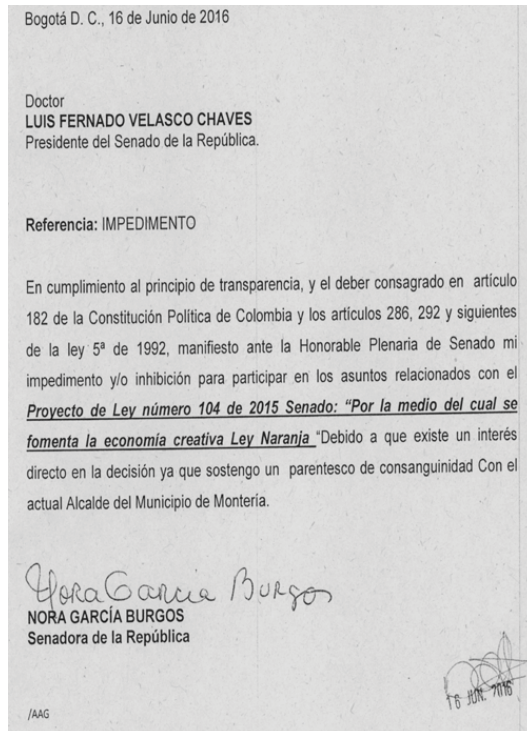 Bogotá D. C., 16 de Junio de 2016
Doctor
LUIS FERNADO VELASCO CHAVES
Presidente del Senado de la República.
Referencia: IMPEDIMENTO
En cumplimiento al principio de transparencia, y el deber consagrado en artículo
182 de la Constitución Política de Colombia y los artículos 286, 292 y siguientes
de la ley 5ª de 1992, manifiesto ante la Honorable Plenaria de Senado mi
impedimento y/o inhibición para participar en los asuntos relacionados con el
Proyecto de Ley número 104 de 2015 Senado: “Por la medio del cual se
fomenta la economía creativa Ley Naranja “Debido a que existe un interés
directo en la decisión ya que sostengo un parentesco de consanguinidad Con el
actual Alcalde del Municipio de Montería.
Nora Garcia Burgos
NORA GARCÍA BURGOS
Senadora de la República
16 JUN. 2016
/AAG